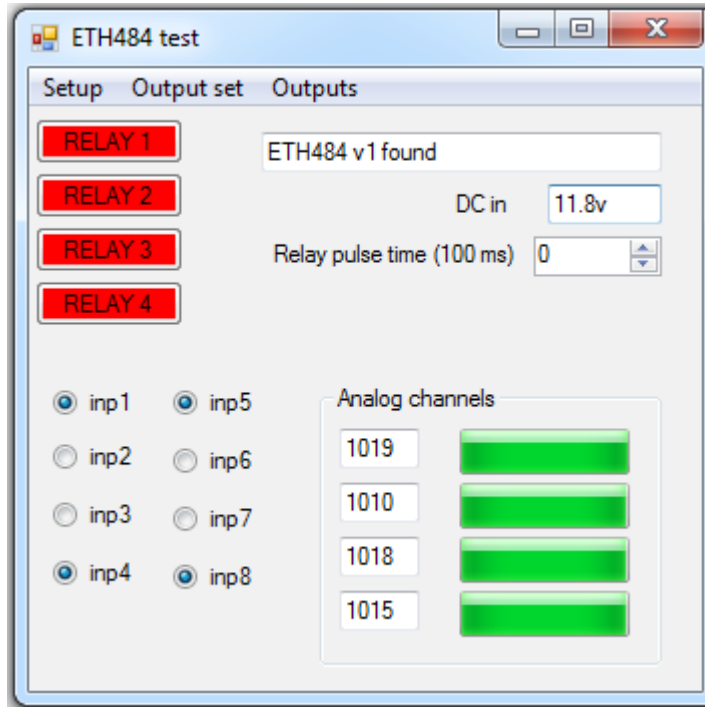 ETH484 test
Setup Output set Outputs
RELAY 1
ETH484 v1 found
RELAY 2
DC in 11.8v
RELAY 3
Relay pulse time (100 ms) 0
RELAY 4
inp1 inp5
inp2 inp6
inp3 inp7
inp4 inp8
Analog channels
1019
1010
1018
1015